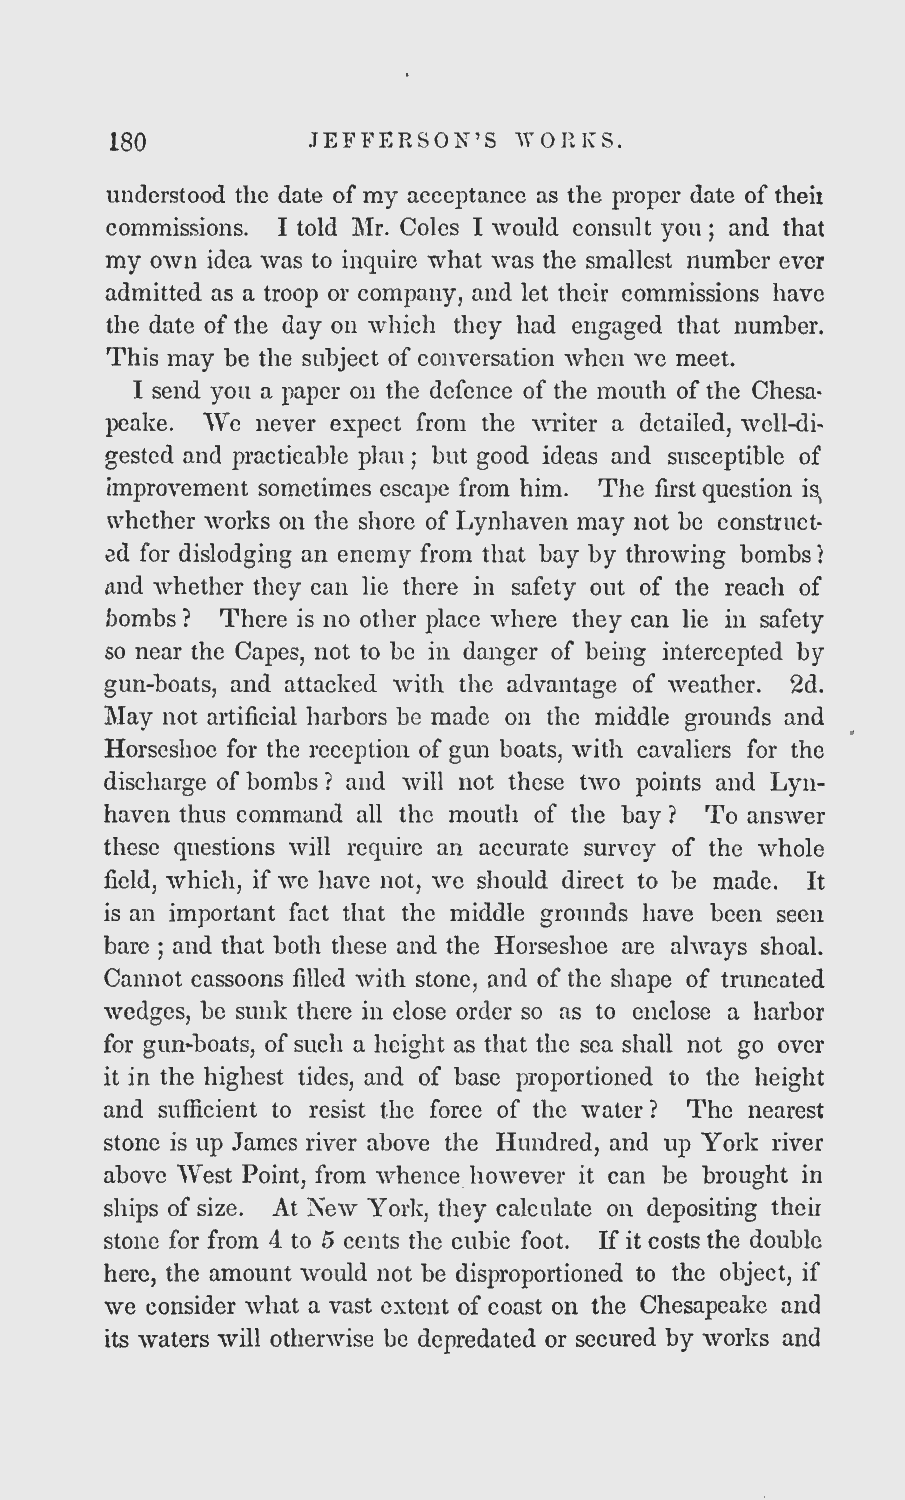 180 JEFFERSON'S WORKS.
understood the date of my acceptance as the proper date of their
commissions. I told Mr. Coles I would consult you ; and that
my own idea was to inquire what was the smallest number ever
admitted as a troop or company, and let their commissions have
the date of the day on which they had engaged that number.
This may be the subject of conversation when we meet.
I send you a paper on the defence of the mouth of the Chesa-
peake. We never expect from the writer a detailed, well-di-
gested and practicable plan ; but good ideas and susceptible of
improvement sometimes escape from him. The first question is,
whether works on the shore of Lynhaven may not be construct-
ed for dislodging an enemy from that bay by throwing bombs ?
and whether they can lie there in safety out of the reach of
bombs ? There is no other place where they can lie in safety
so near the Capes, not to be in danger of being intercepted by
gun-boats, and attacked with the advantage of weather. 2d.
May not artificial harbors be made on the middle grounds and
Horseshoe for the reception of gun boats, with cavaliers for the
discharge of bombs ? and will not these two points and Lyn-
haven thus command all the mouth of the bay ? To answer
these questions will require an accurate survey of the whole
field, which, if we have not, we should direct to be made. It
is an important fact that the middle grounds have been seen
bare ; and that both these and the Horseshoe are always shoal.
Cannot cassoons filled with stone, and of the shape of truncated
wedges, be sunk there in close order so as to enclose a harbor
for gun-boats, of such a height as that the sea shall not go over
it in the highest tides, and of base proportioned to the height
and sufficient to resist the force of the water ? The nearest
stone is up James river above the Hundred, and up York river
above West Point, from whence however it can be brought in
ships of size. At New York, they calculate on depositing their
stone for from 4 to 5 cents the cubic foot. If it costs the double
here, the amount would not be disproportioned to the object, if
we consider what a vast extent of coast on the Chesapeake and
its waters will otherwise be depredated or secured by works and